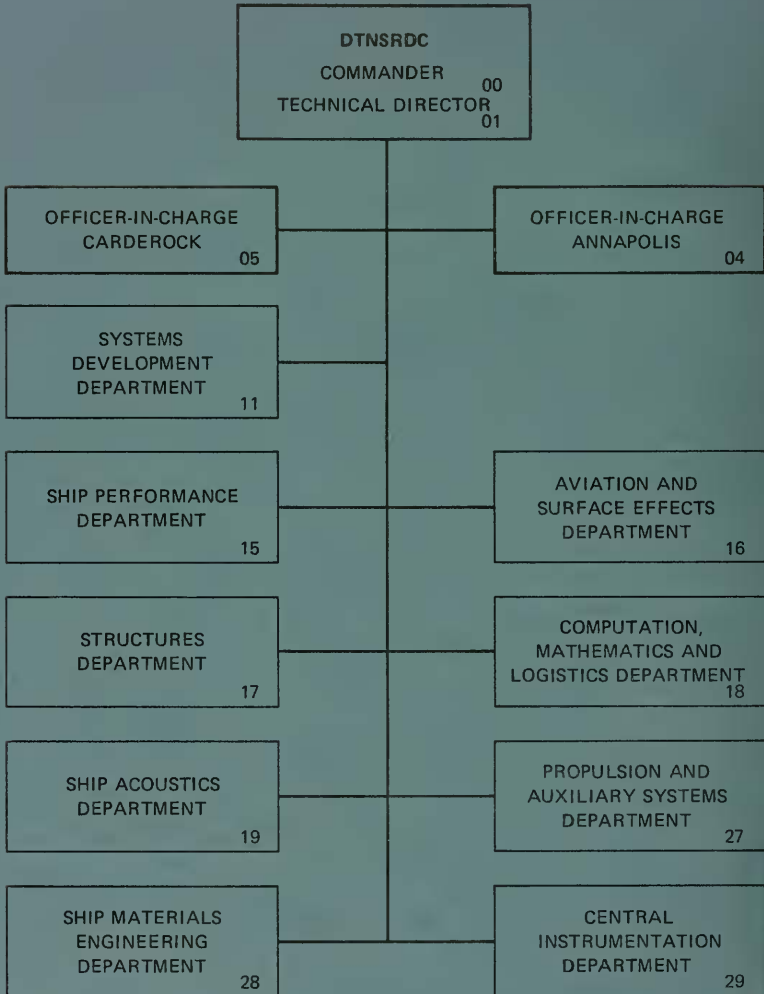 DTNSRDC
COMMANDER
00
TECHNICAL DIRECTOR
01
OFFICER-IN-CHARGE
CARDEROCK
05
OFFICER-IN-CHARGE
ANNAPOLIS
04
SYSTEMS
DEVELOPMENT
DEPARTMENT
11
SHIP PERFORMANCE
DEPARTMENT
15
AVIATION AND
SURFACE EFFECTS
DEPARTMENT
16
STRUCTURES
DEPARTMENT
17
COMPUTATION,
MATHEMATICS AND
LOGISTICS DEPARTMENT
18
SHIP ACOUSTICS
DEPARTMENT
19
PROPULSION AND
AUXILIARY SYSTEMS
DEPARTMENT
27
SHIP MATERIALS
ENGINEERING
DEPARTMENT
28
CENTRAL
INSTRUMENTATION
DEPARTMENT
29